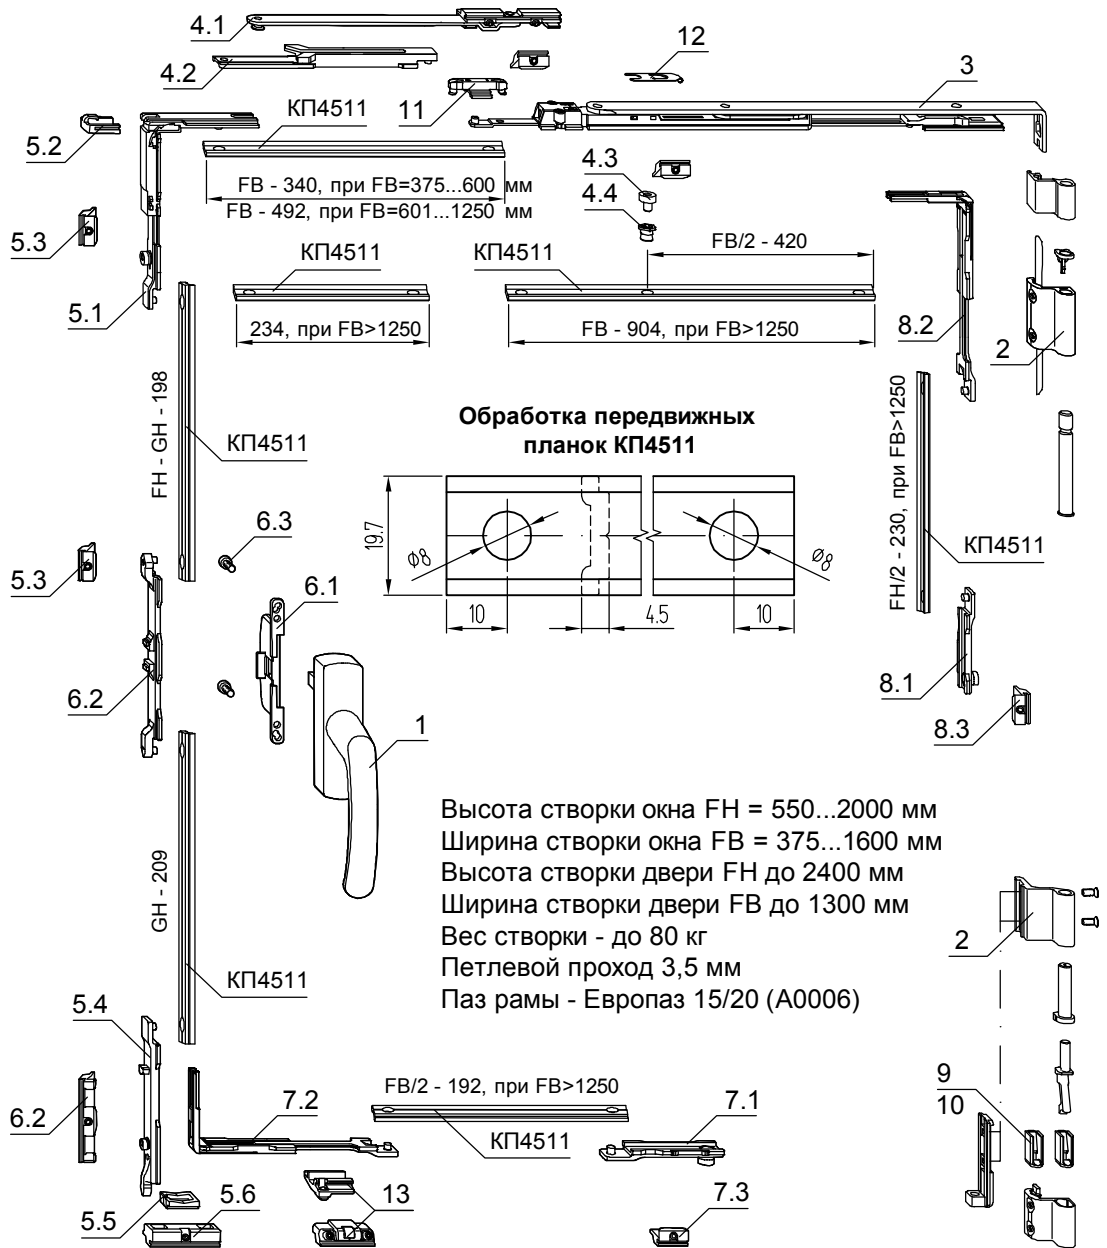 4.1
12
4.2
3
11
КП4511
5.2
4.3
FB - 340, при FB=375...600 мм
FB - 492, при FB=601...1250 мм
4.4
5.3
КП4511
КП4511
FB/2 - 420
5.1
234, при FB>1250
FB - 904, при FB>1250
8.2
2
Обработка передвижных
планок КП4511
FH - GH - 198
КП4511
FH/2 - 230, при FB>1250
КП4511
19.7
Ø8
Ø8
10
4.5
10
6.3
5.3
6.1
6.2
8.1
8.3
1
Высота створки окна FH = 550...2000 мм
Ширина створки окна FB = 375...1600 мм
Высота створки двери FH до 2400 мм
Ширина створки двери FB до 1300 мм
Вес створки - до 80 кг
Петлевой проход 3,5 мм
Паз рамы - Европаз 15/20 (А0006)
GH - 209
КП4511
2
5.4
6.2
FB/2 - 192, при FB>1250
7.2
КП4511
7.1
9
10
5.5
5.6
13
7.3